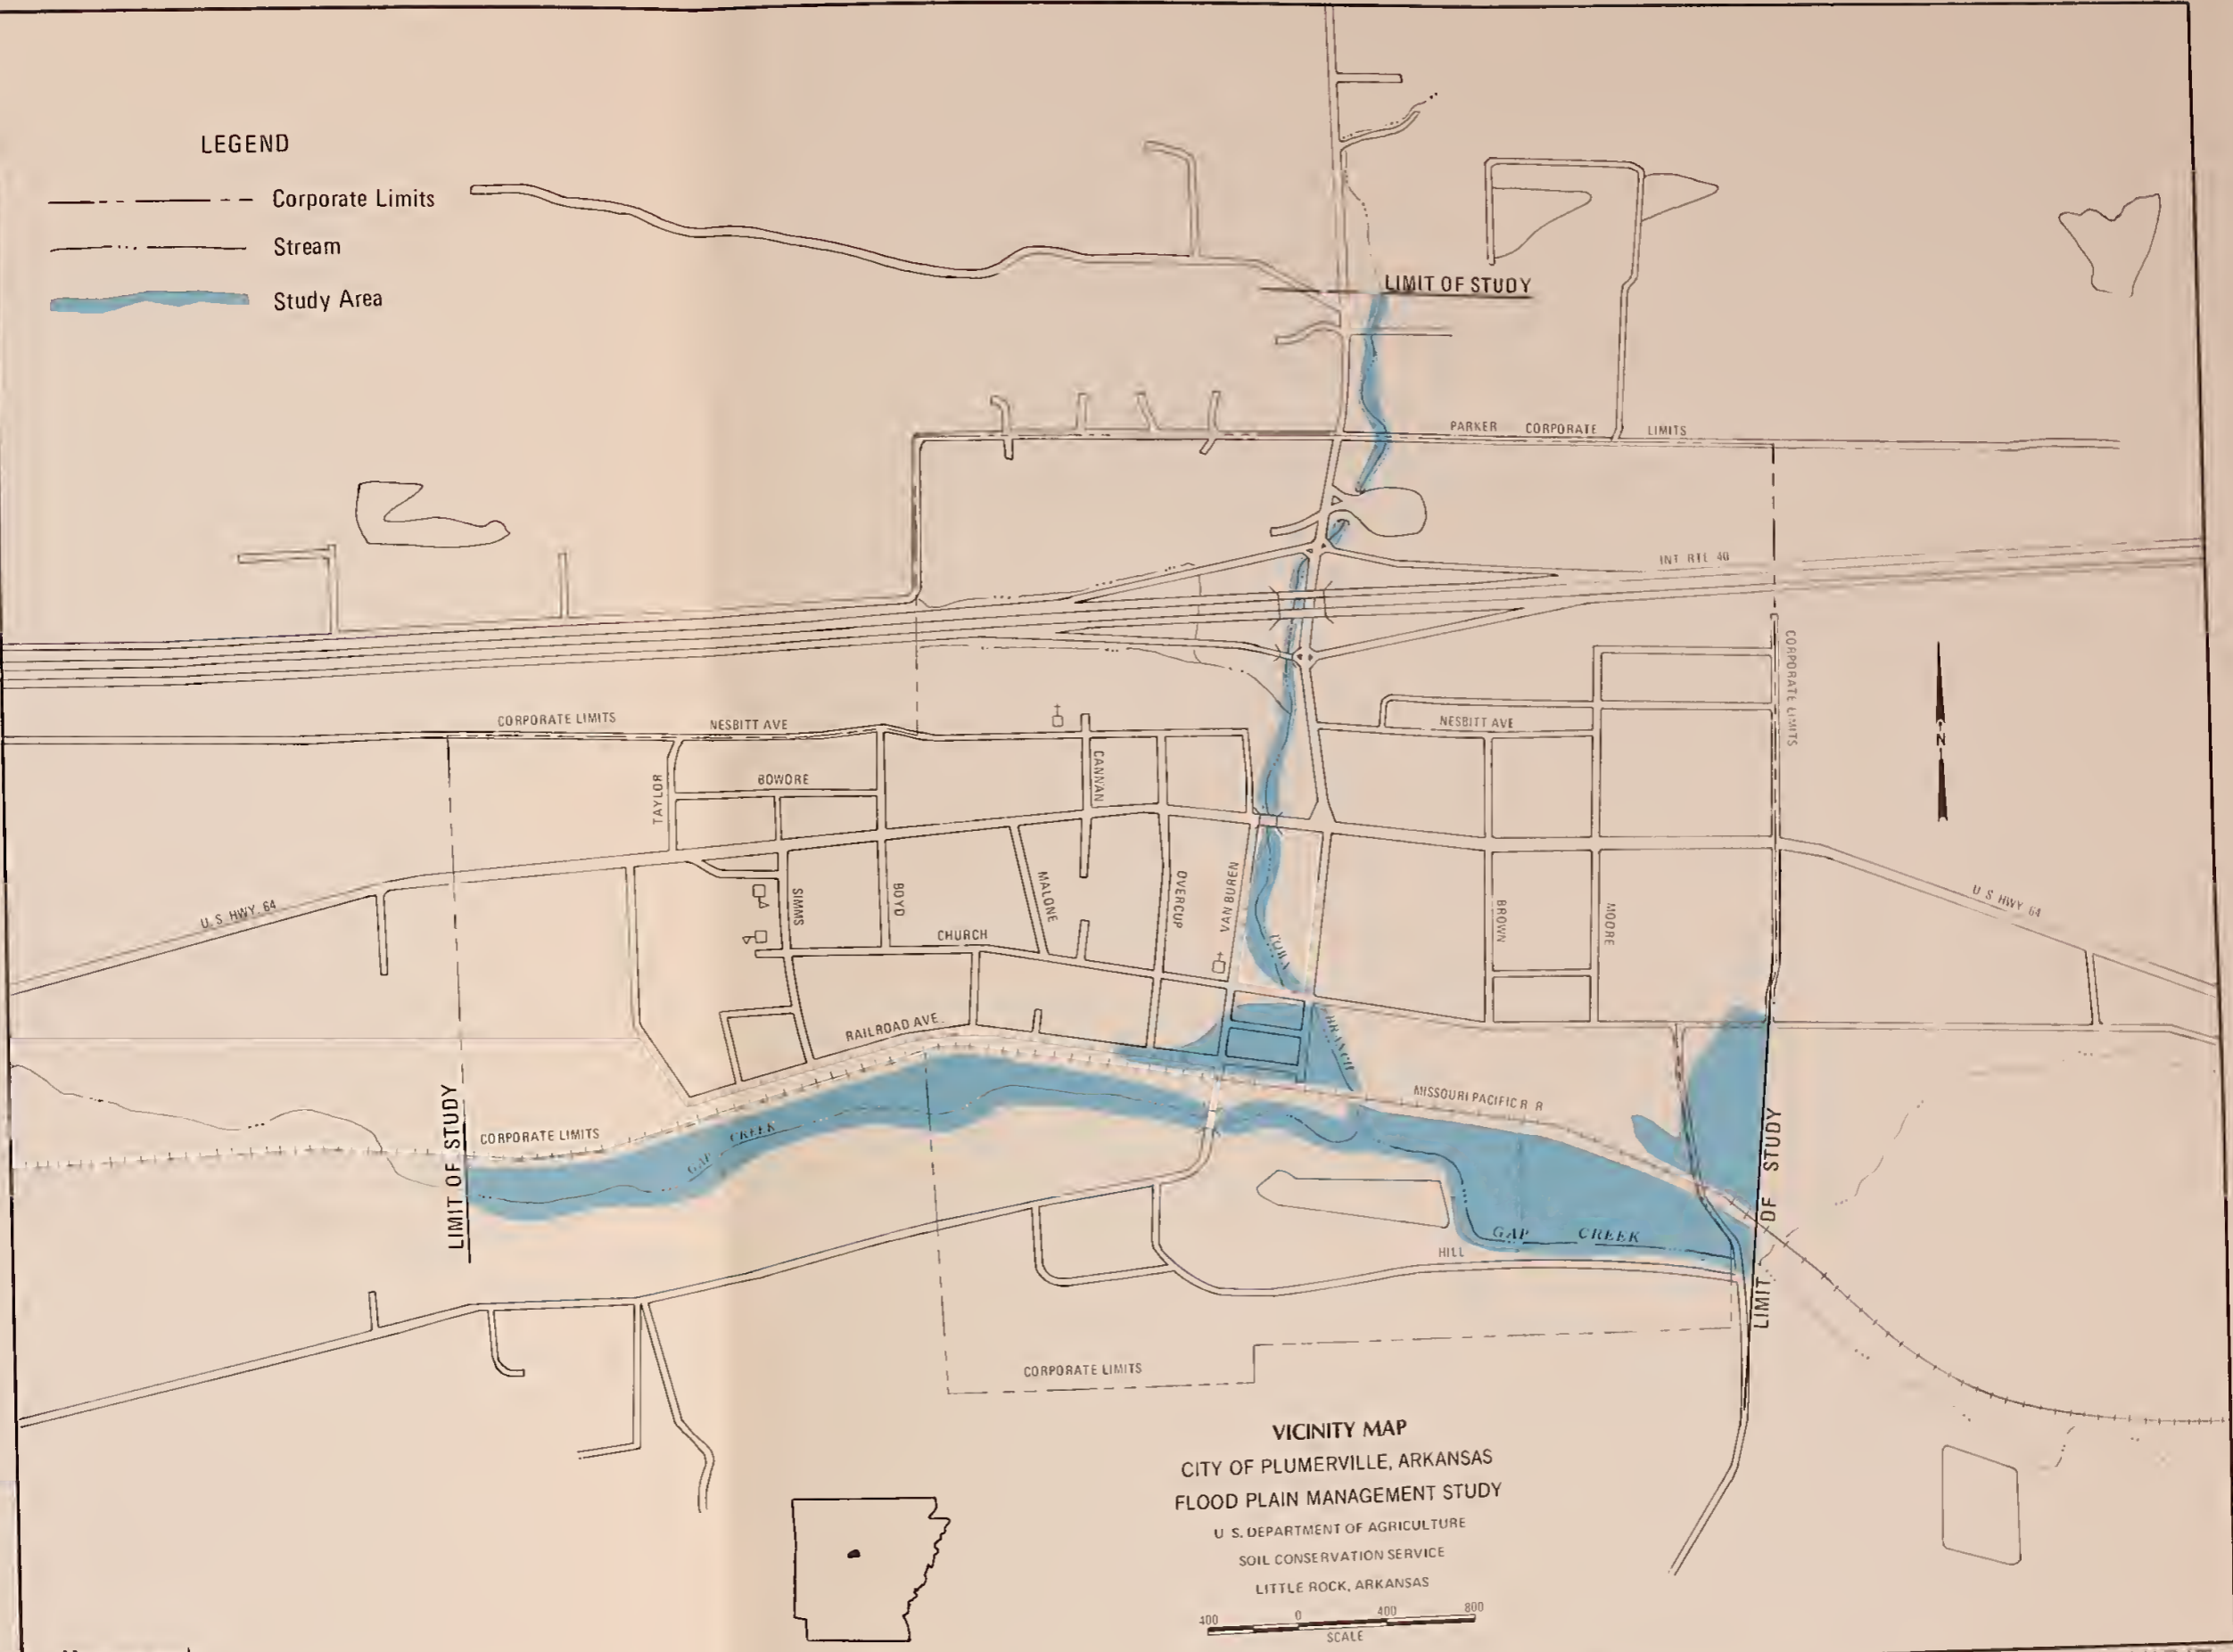 LEGEND
Corporate Limits
Stream
Study Area
LIMIT OF STUDY
PARKER CORPORATE LIMITS
INT RTE 40
CORPORATE LIMITS
CORPORATE LIMITS
NESBITT AVE
NESBITT AVE
N
TAYLOR
BOWORE
CANNAN
U.S HWY. 64
SIMMS
BOYD
MALONE
OVERCUP
VAN BUREN
BROWN
MOORE
U S HWY 64
CHURCH
TOWN
BRANCH
RAILROAD AVE.
MISSOURI PACIFIC R R
LIMIT OF STUDY
CORPORATE LIMITS
GAP CREEK
LIMIT OF STUDY
GAP CREEK
HILL
CORPORATE LIMITS
VICINITY MAP
CITY OF PLUMERVILLE, ARKANSAS
FLOOD PLAIN MANAGEMENT STUDY
U S. DEPARTMENT OF AGRICULTURE
SOIL CONSERVATION SERVICE
LITTLE ROCK, ARKANSAS
400 0 400 800
SCALE